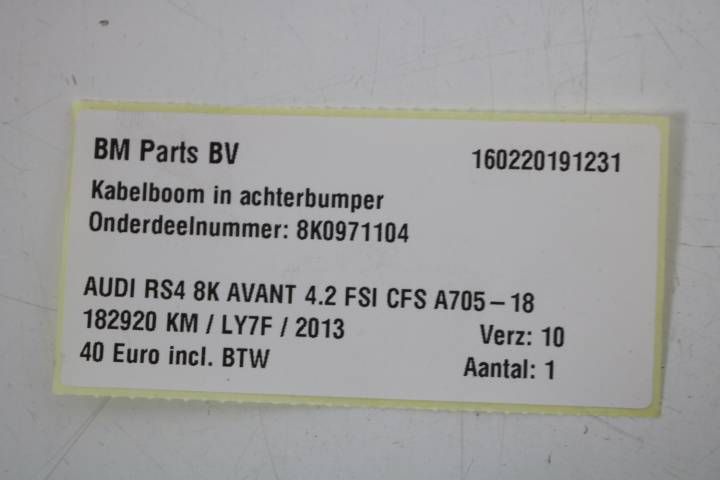 BM Parts BV 160220191231
Kabelboom in achterbumper
Onderdeelnummer: 8K0971104
AUDI RS4 8K AVANT 4.2 FSI CFS A705-18
182920 KM / LY7F / 2013 Verz: 10
40 Euro incl. BTW Aantal: 1